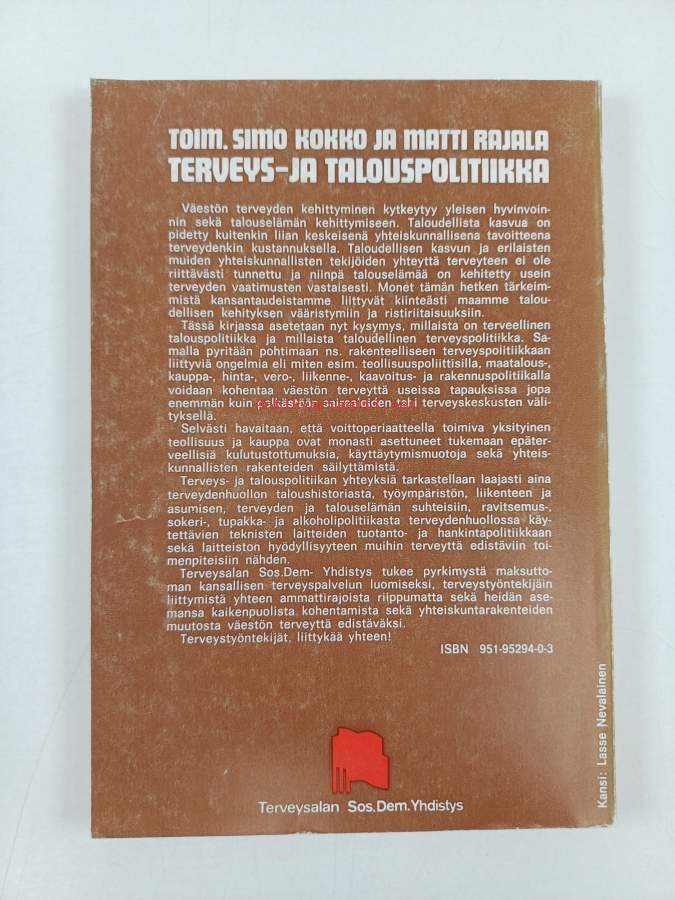 TOIM. SIMO KOKKO JA MATTI RAJALA
TERVEYS-JA TALOUSPOLITIIKKA
Väestön terveyden kehittyminen kytkeytyy yleisen hyvinvoin-
nin sekä talouselämän kehittymiseen. Taloudellista kasvua on
pidetty kuitenkin liian keskeisenä yhteiskunnallisena tavoitteena
terveydenkin kustannuksella. Taloudellisen kasvun ja erilaisten
muiden yhteiskunnallisten tekijöiden yhteyttä terveyteen ei ole
riittävästi tunnettu ja niinpä talouselämää on kehitetty usein
terveyden vaatimusten vastaisesti. Monet tämän hetken tärkeim-
mistä kansantaudeistamme liittyvät kiinteästi maamme talou-
dellisen kehityksen vääristymiin ja ristiriitaisuuksiin.
Tässä kirjassa asetetaan nyt kysymys, millaista on terveellinen
talouspolitiikka ja millaista taloudellinen terveyspolitiikka. Sa-
malla pyritään pohtimaan ns. rakenteelliseen terveyspolitiikkaan
liittyviä ongelmia eli miten esim. teollisuuspoliittisilla, maatalous-,
kauppa-, hinta-, vero-, liikenne-, kaavoitus- ja rakennuspolitiikalla
voidaan kohentaa väestön terveyttä useissa tapauksissa jopa
enemmän kuin pelkästään sairaaloiden tahi terveyskeskusten väli-
tyksellä.
Selvästi havaitaan, että voittoperiaatteella toimiva yksityinen
teollisuus ja kauppa ovat monasti asettuneet tukemaan epäter-
veellisiä kulutustottumuksia, käyttäytymismuotoja sekä yhteis-
kunnallisten rakenteiden säilyttämistä.
Terveys- ja talouspolitiikan yhteyksiä tarkastellaan laajasti aina
terveydenhuollon taloushistoriasta, työympäristön, liikenteen ja
asumisen, terveyden ja talouselämän suhteisiin, ravitsemus-,
sokeri-, tupakka- ja alkoholipolitiikasta terveydenhuollossa käy-
tettävien teknisten laitteiden tuotanto- ja hankintapolitiikkaan
sekä laitteiston hyödyllisyyteen muihin terveyttä edistäviin toi-
menpiteisiin nähden.
Terveysalan Sos.Dem- Yhdistys tukee pyrkimystä maksutto-
man kansallisen terveyspalvelun luomiseksi, terveystyöntekijäin
liittymistä yhteen ammattirajoista riippumatta sekä heidän ase-
mansa kaikenpuolista kohentamista sekä yhteiskuntarakenteiden
muutosta väestön terveyttä edistäväksi.
Terveystyöntekijät, liittykää yhteen!
ISBN 951-95294-0-3
Kansi: Lasse Nevalainen
Terveysalan Sos.Dem.Yhdistys